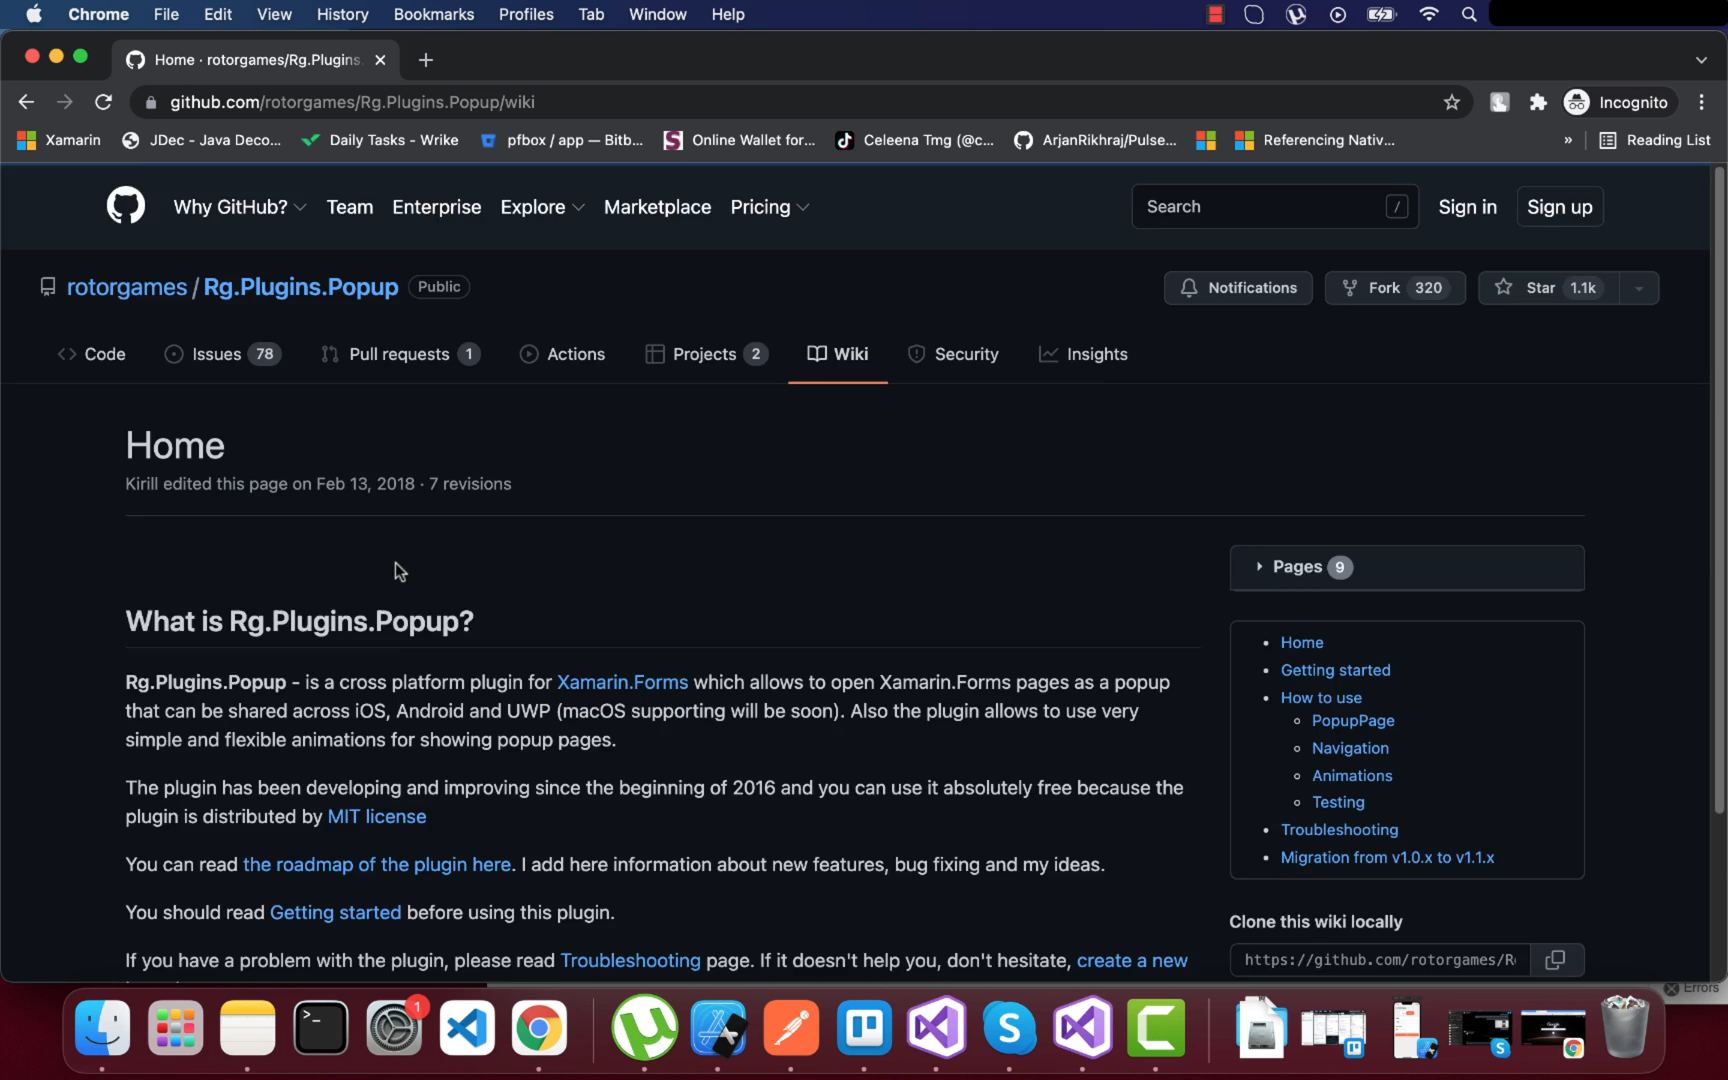 Chrome File Edit View History Bookmarks Profiles Tab Window Help
Home · rotorgames/Rg.Plugins.
github.com/rotorgames/Rg.Plugins.Popup/wiki
Incognito
Xamarin JDec - Java Deco... Daily Tasks - Wrike pfbox / app — Bitb... Online Wallet for... Celeena Tmg (@c... ArjanRikhraj/Pulse... Referencing Nativ... » Reading List
Why GitHub? Team Enterprise Explore Marketplace Pricing Search / Sign in Sign up
rotorgames / Rg.Plugins.Popup Public Notifications Fork 320 Star 1.1k
Code Issues 78 Pull requests 1 Actions Projects 2 Wiki Security Insights
Home
Kirill edited this page on Feb 13, 2018 · 7 revisions
What is Rg.Plugins.Popup?
Rg.Plugins.Popup - is a cross platform plugin for Xamarin.Forms which allows to open Xamarin.Forms pages as a popup
that can be shared across iOS, Android and UWP (macOS supporting will be soon). Also the plugin allows to use very
simple and flexible animations for showing popup pages.
The plugin has been developing and improving since the beginning of 2016 and you can use it absolutely free because the
plugin is distributed by MIT license
You can read the roadmap of the plugin here. I add here information about new features, bug fixing and my ideas.
You should read Getting started before using this plugin.
If you have a problem with the plugin, please read Troubleshooting page. If it doesn't help you, don't hesitate, create a new
Pages 9
Home
Getting started
How to use
PopupPage
Navigation
Animations
Testing
Troubleshooting
Migration from v1.0.x to v1.1.x
Clone this wiki locally
https://github.com/rotorgames/R
Errors
1